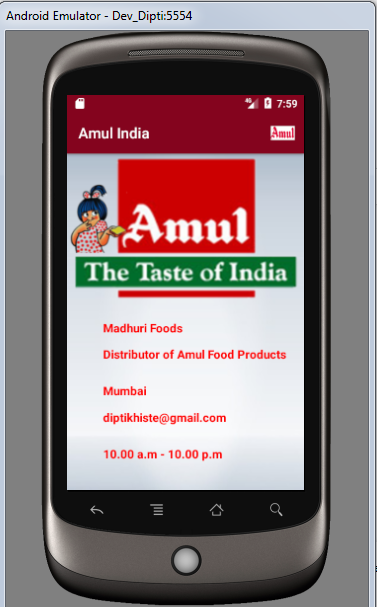 Android Emulator - Dev_Dipti:5554
4G 7:59
Amul India Amul
Amul
The Taste of India
Madhuri Foods
Distributor of Amul Food Products
Mumbai
diptikhiste@gmail.com
10.00 a.m - 10.00 p.m